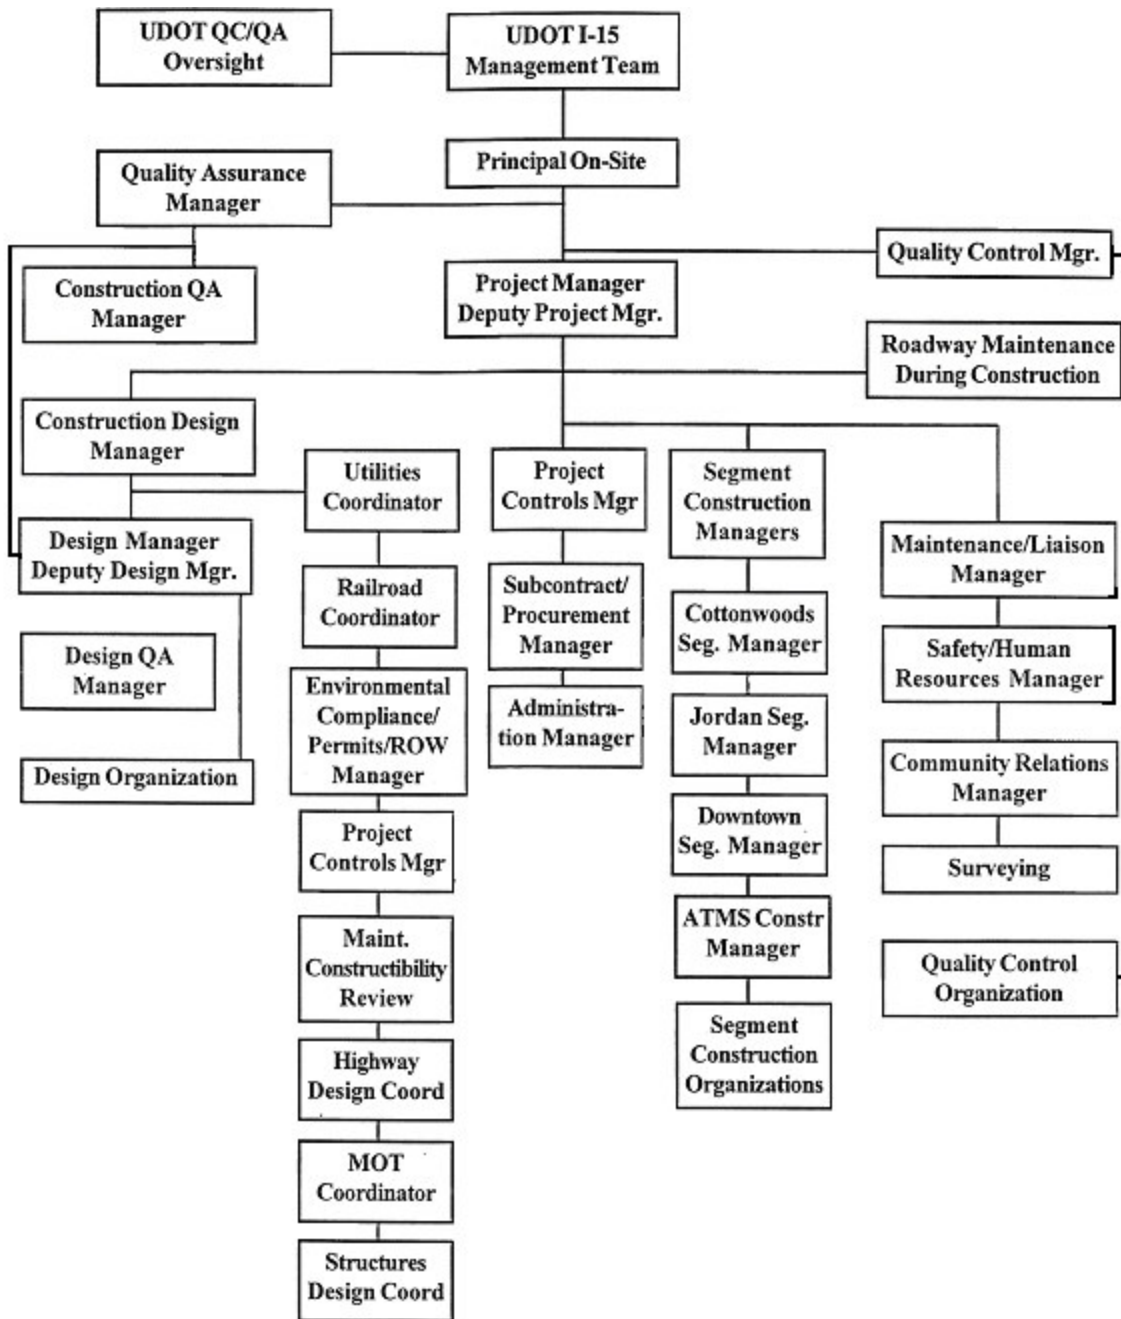 UDOT QC/QA
Oversight
UDOT I-15
Management Team
Principal On-Site
Quality Assurance
Manager
Quality Control Mgr.
Construction QA
Manager
Project Manager
Deputy Project Mgr.
Roadway Maintenance
During Construction
Construction Design
Manager
Utilities
Coordinator
Project
Controls Mgr
Segment
Construction
Managers
Design Manager
Deputy Design Mgr.
Maintenance/Liaison
Manager
Railroad
Coordinator
Subcontract/
Procurement
Manager
Cottonwoods
Seg. Manager
Safety/Human
Resources Manager
Design QA
Manager
Environmental
Compliance/
Permits/ROW
Manager
Administra-
tion Manager
Jordan Seg.
Manager
Community Relations
Manager
Design Organization
Project
Controls Mgr
Downtown
Seg. Manager
Surveying
Maint.
Constructibility
Review
ATMS Constr
Manager
Quality Control
Organization
Segment
Construction
Organizations
Highway
Design Coord
MOT
Coordinator
Structures
Design Coord